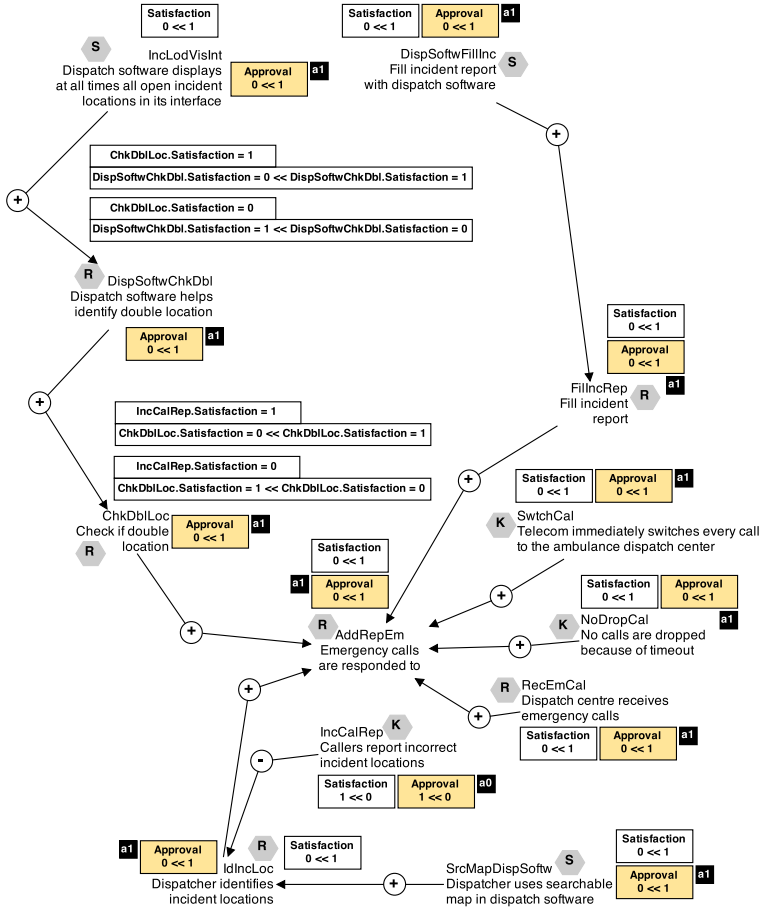 Satisfaction
0 << 1
S
IncLodVisInt
Dispatch software displays
at all times all open incident
locations in its interface
Approval
0 << 1
a1
Satisfaction
0 << 1
Approval
0 << 1
a1
DispSoftwFillInc
Fill incident report
with dispatch software
S
+
+
ChkDblLoc.Satisfaction = 1
DispSoftwChkDbl.Satisfaction = 0 << DispSoftwChkDbl.Satisfaction = 1
ChkDblLoc.Satisfaction = 0
DispSoftwChkDbl.Satisfaction = 1 << DispSoftwChkDbl.Satisfaction = 0
R
DispSoftwChkDbl
Dispatch software helps
identify double location
Approval
0 << 1
a1
Satisfaction
0 << 1
Approval
0 << 1
a1
FillIncRep
Fill incident
report
R
+
+
IncCalRep.Satisfaction = 1
ChkDblLoc.Satisfaction = 0 << ChkDblLoc.Satisfaction = 1
IncCalRep.Satisfaction = 0
ChkDblLoc.Satisfaction = 1 << ChkDblLoc.Satisfaction = 0
ChkDblLoc
Check if double
location
R
Approval
0 << 1
a1
Satisfaction
0 << 1
Approval
0 << 1
a1
K
SwtchCal
Telecom immediately switches every call
to the ambulance dispatch center
Satisfaction
0 << 1
a1
Approval
0 << 1
R
AddRepEm
Emergency calls
are responded to
+
+
Satisfaction
0 << 1
Approval
0 << 1
a1
K
NoDropCal
No calls are dropped
because of timeout
+
R
RecEmCal
Dispatch centre receives
emergency calls
+
Satisfaction
0 << 1
Approval
0 << 1
a1
+
IncCalRep
K
Callers report incorrect
incident locations
-
Satisfaction
1 << 0
Approval
1 << 0
a0
a1
Approval
0 << 1
R
Satisfaction
0 << 1
IdIncLoc
Dispatcher identifies
incident locations
+
SrcMapDispSoftw
Dispatcher uses searchable
map in dispatch software
S
Satisfaction
0 << 1
Approval
0 << 1
a1